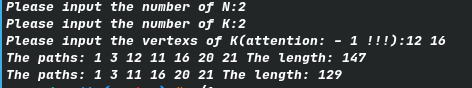 Please input the number of N:2
Please input the number of K:2
Please input the vertexs of K(attention: - 1 !!!):12 16
The paths: 1 3 12 11 16 20 21 The length: 147
The paths: 1 3 11 16 20 21 The length: 129